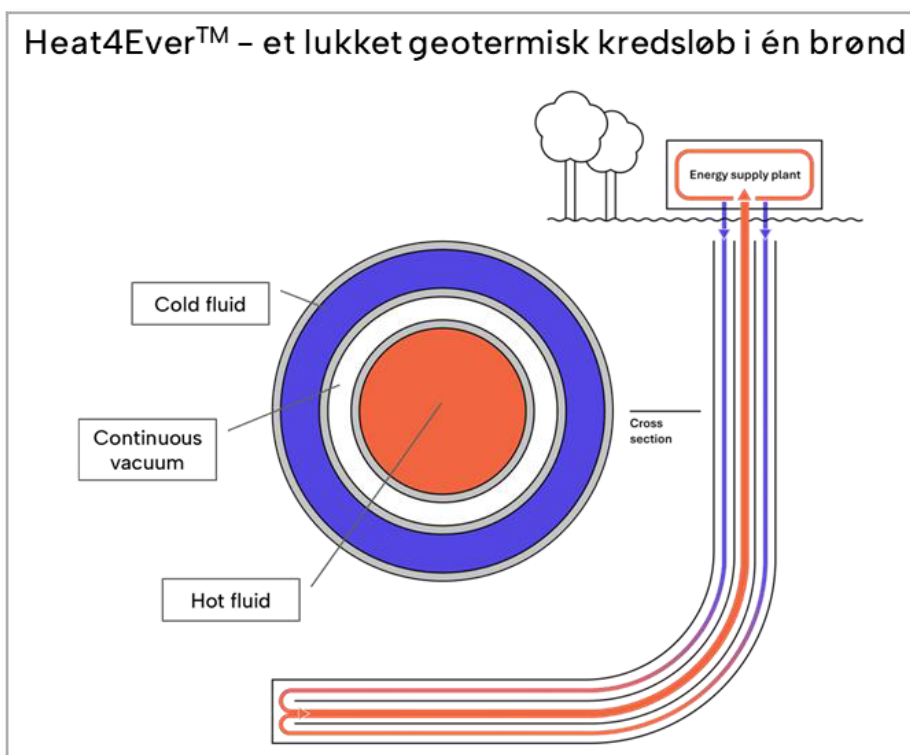 Heat4Ever™ – et lukket geotermisk kredsløb i én brønd
Energy supply plant
Cold fluid
Continuous
vacuum
Cross
section
Hot fluid